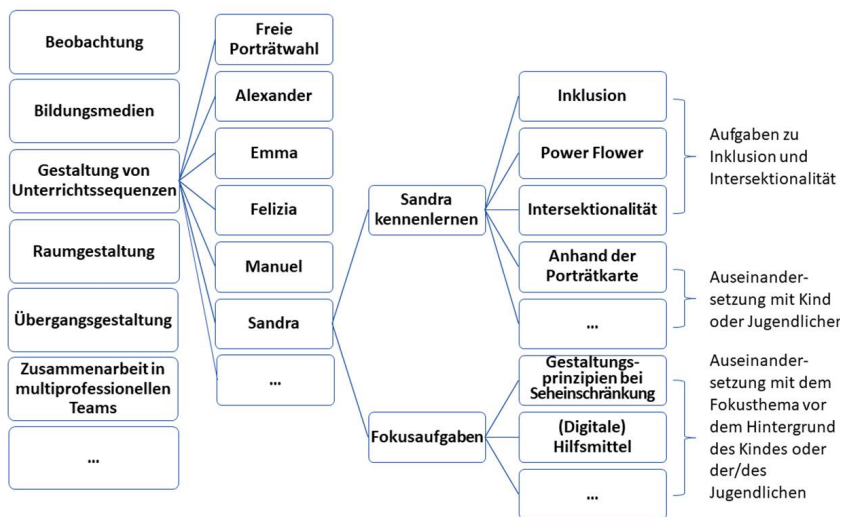 Beobachtung
Bildungsmedien
Gestaltung von
Unterrichtssequenzen
Raumgestaltung
Übergangsgestaltung
Zusammenarbeit in
multiprofessionellen
Teams
...
Freie
Porträtwahl
Alexander
Emma
Felizia
Manuel
Sandra
...
Sandra
kennenlernen
Fokusaufgaben
Inklusion
Power Flower
Intersektionalität
Anhand der
Porträtkarte
...
Gestaltungs-
prinzipien bei
Seheinschränkung
(Digitale)
Hilfsmittel
...
Aufgaben zu
Inklusion und
Intersektionalität
Auseinander-
setzung mit Kind
oder Jugendlichen
Auseinander-
setzung mit dem
Fokusthema vor
dem Hintergrund
des Kindes oder
der/des
Jugendlichen